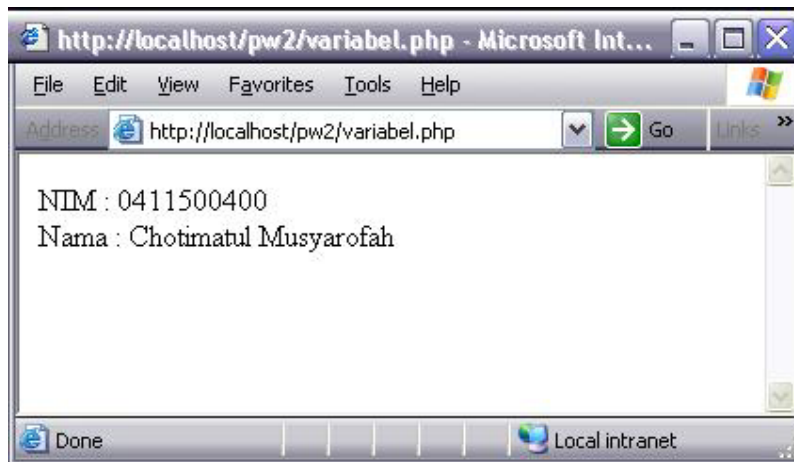 http://localhost/pw2/variabel.php - Microsoft Int...
File Edit View Favorites Tools Help
Address http://localhost/pw2/variabel.php Go Links »
NIM : 0411500400
Nama : Chotimatul Musyarofah
Done Local intranet